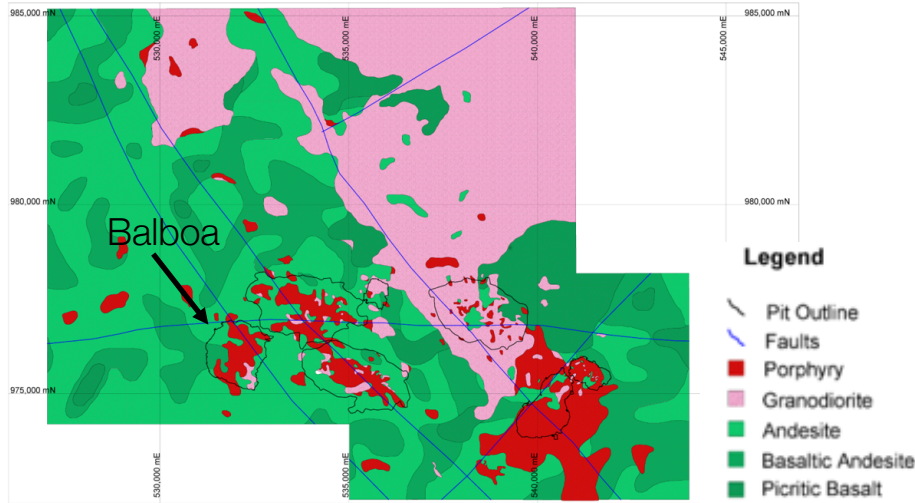 985,000 mN
530,000 mE
535,000 mE
540,000 mE
545,000 mE
985,000 mN
980,000 mN
980,000 mN
Balboa
975,000 mN
975,000 mN
530,000 mE
535,000 mE
540,000 mE
Legend
Pit Outline
Faults
Porphyry
Granodiorite
Andesite
Basaltic Andesite
Picritic Basalt